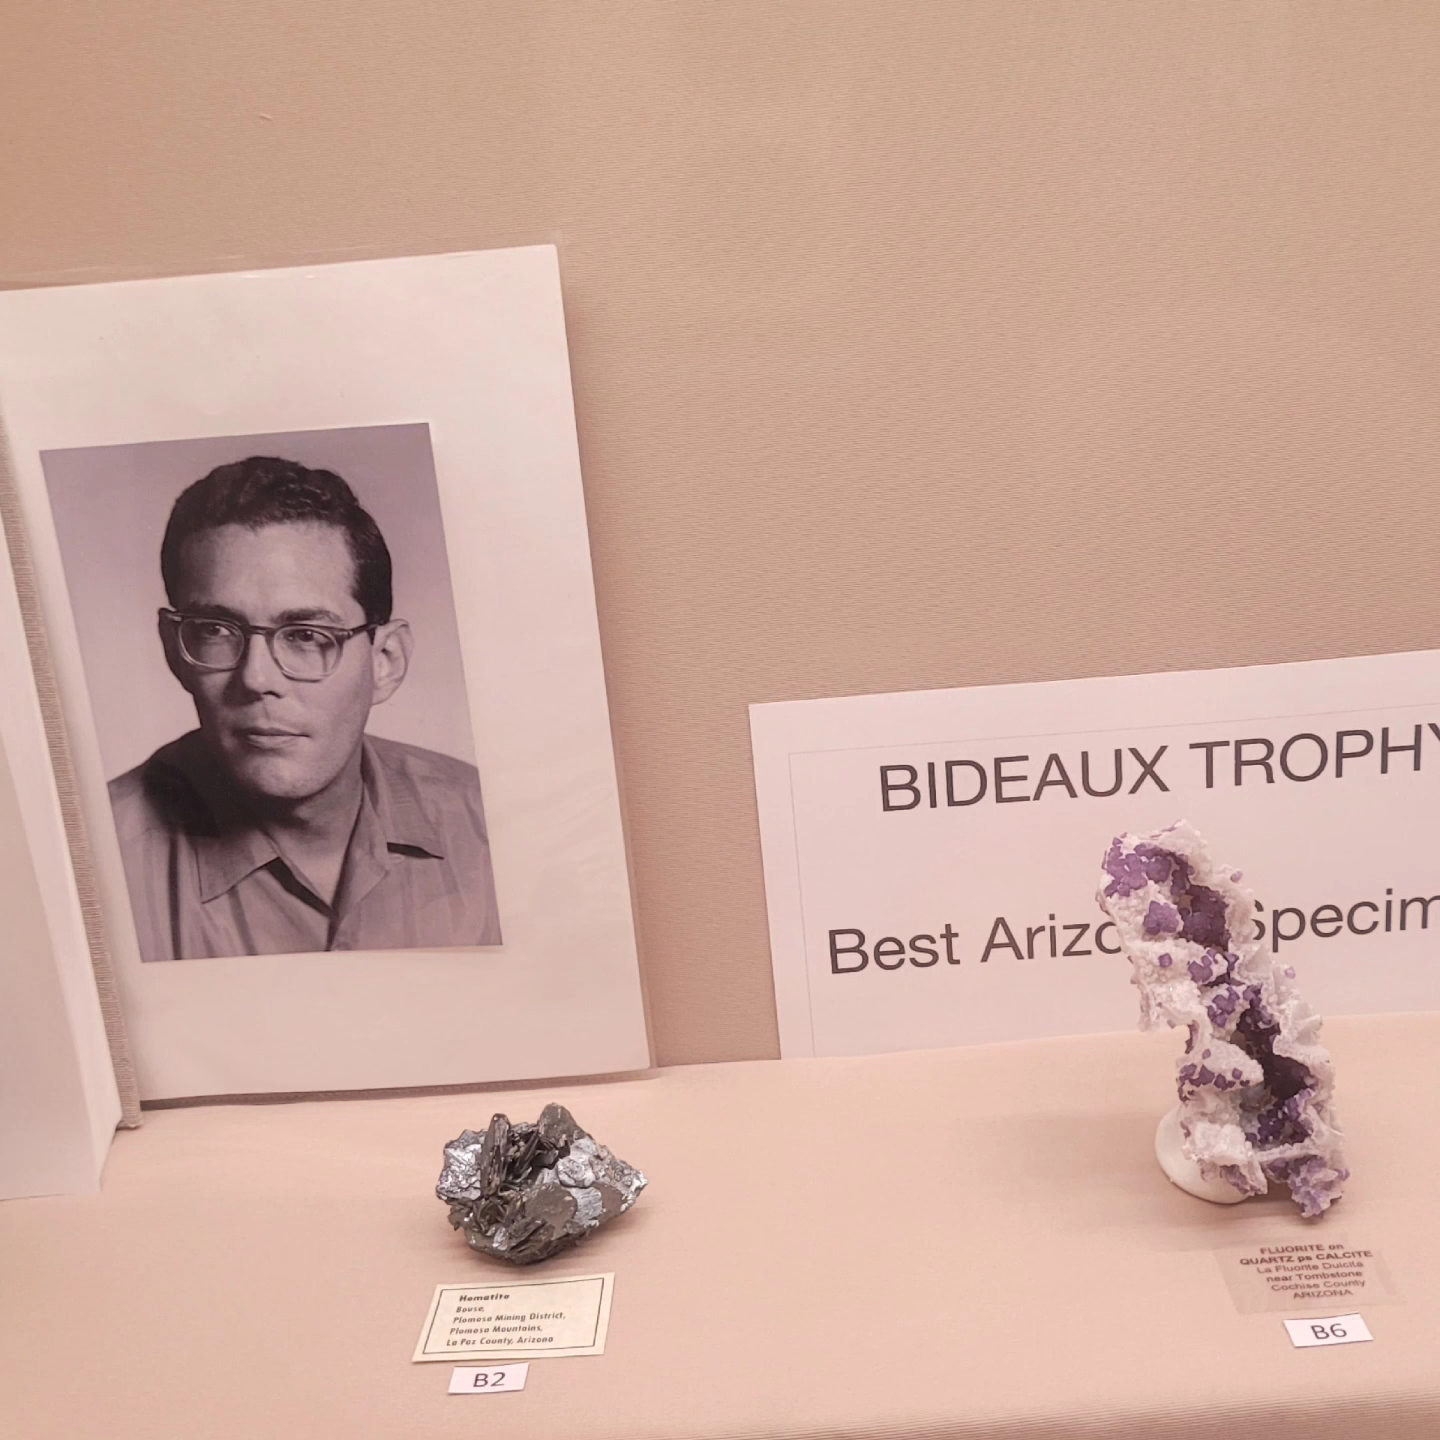 BIDEAUX TROPHY
Best Arizo Specim
Hematite
Bouse,
Plomosa Mining District,
Plomosa Mountains,
La Paz County, Arizona
B2
FLUORITE on
QUARTZ ps CALCITE
La Fluorite Dulcita
near Tombstone
Cochise County
ARIZONA
B6